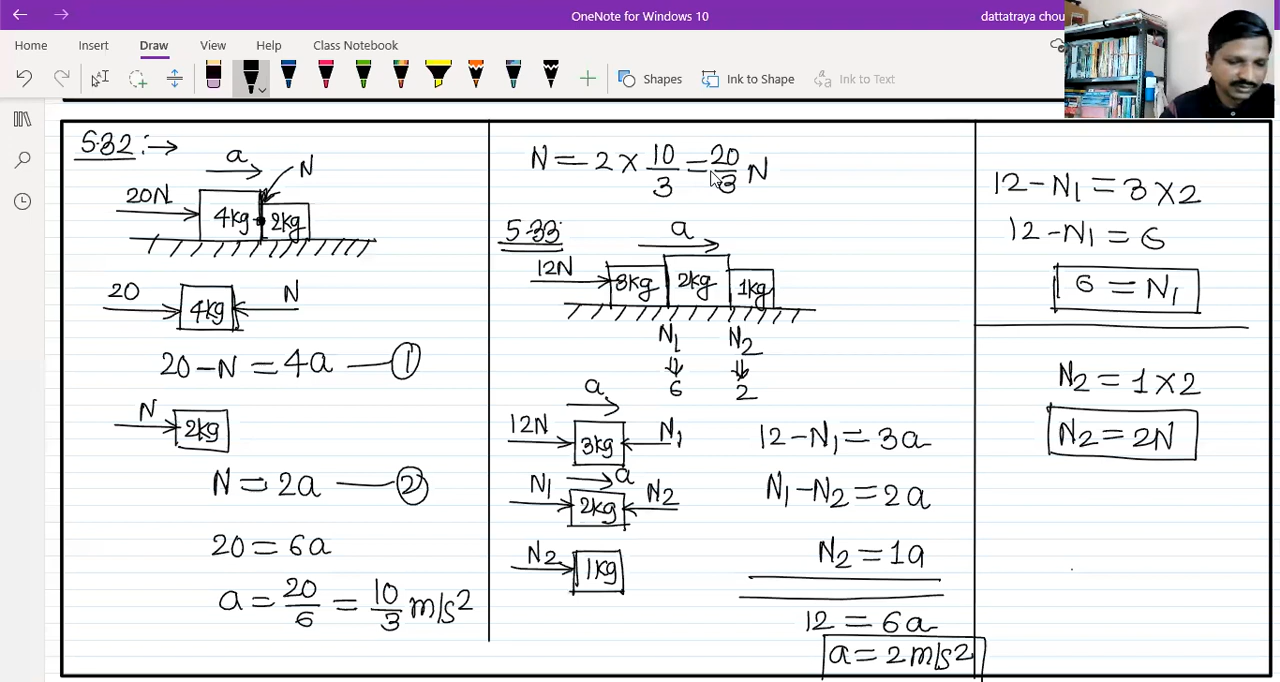 OneNote for Windows 10
dattatraya chou
Home Insert Draw View Help Class Notebook
Shapes Ink to Shape Ink to Text
5.32 :→
a
N
20N
4kg 2kg
20
4kg
N
20 - N = 4a — ①
N
2kg
N = 2a — ②
20 = 6a
a = 20/6 = 10/3 m/s²
N = 2 × 10/3 = 20/3 N
5.33:
a
12N
3kg 2kg 1kg
N₁ N₂
↓ ↓
6 2
a
12N
3kg
N₁
12 - N₁ = 3a
a
N₁
2kg
N₂
N₁ - N₂ = 2a
N₂
1kg
N₂ = 1a
12 = 6a
a = 2 m/s²
12 - N₁ = 3 × 2
12 - N₁ = 6
6 = N₁
N₂ = 1 × 2
N₂ = 2N